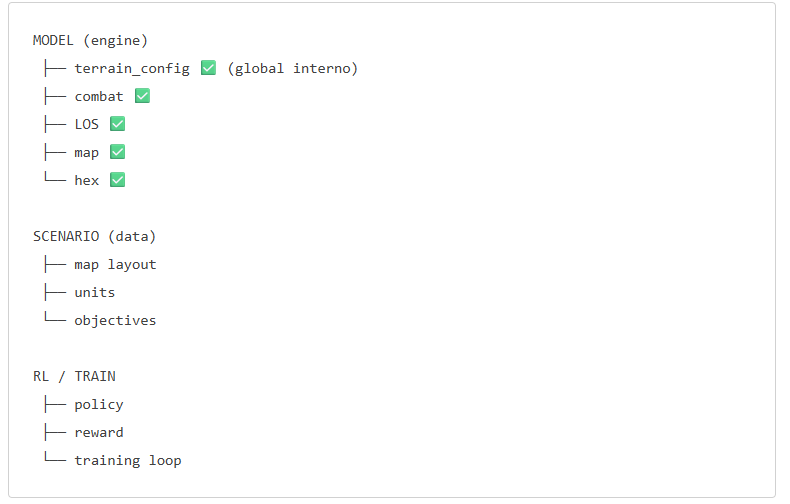 MODEL (engine)
├── terrain_config ✅ (global interno)
├── combat ✅
├── LOS ✅
├── map ✅
└── hex ✅
SCENARIO (data)
├── map layout
├── units
└── objectives
RL / TRAIN
├── policy
├── reward
└── training loop